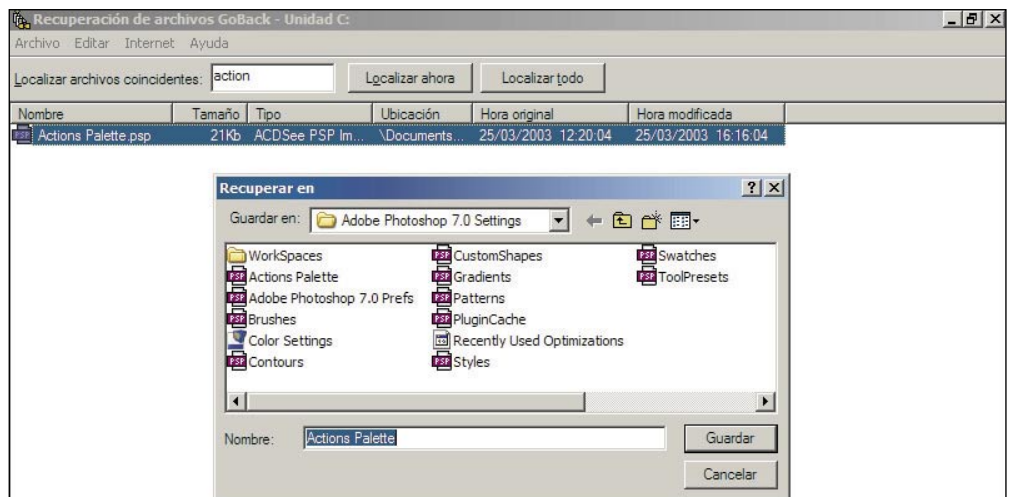 Recuperación de archivos GoBack - Unidad C:
Archivo Editar Internet Ayuda
Localizar archivos coincidentes: action Localizar ahora Localizar todo
Nombre Tamaño Tipo Ubicación Hora original Hora modificada
Actions Palette.psp 21Kb ACDSee PSP Im... \Documents... 25/03/2003 12:20:04 25/03/2003 16:16:04
Recuperar en
Guardar en: Adobe Photoshop 7.0 Settings
WorkSpaces CustomShapes Swatches
Actions Palette Gradients ToolPresets
Adobe Photoshop 7.0 Prefs Patterns
Brushes PluginCache
Color Settings Recently Used Optimizations
Contours Styles
Nombre: Actions Palette Guardar
Cancelar